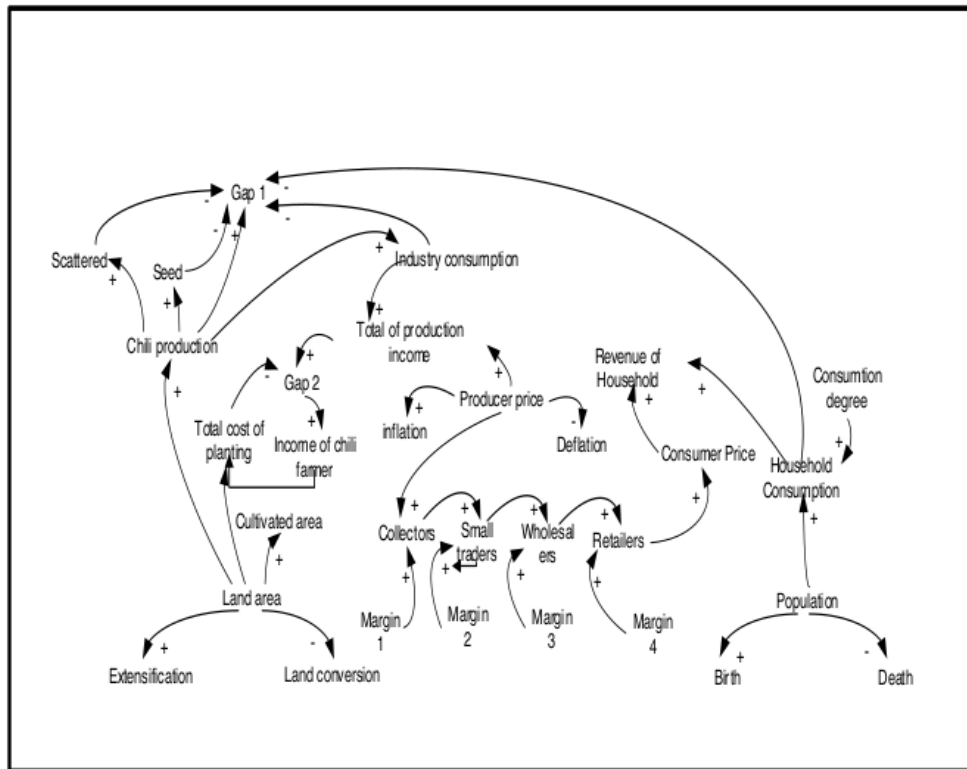 Gap 1
-
-
-
-
+
Scattered
+
Seed
+
Industry consumption
+
+
Chili production
+
Total of production
income
+
+
-
Gap 2
+
Total cost of
planting
Income of chili
farmer
Producer price
+
inflation
-
Deflation
Revenue of
Household
+
+
Consumtion
degree
+
Consumer Price
+
Household
Consumption
+
Cultivated area
+
Collectors
+
+
Small
traders
+
Wholesal
ers
+
Retailers
+
+
+
+
Land area
Margin
1
Margin
2
Margin
3
Margin
4
Population
+
-
Extensification
Land conversion
+
-
Birth
Death